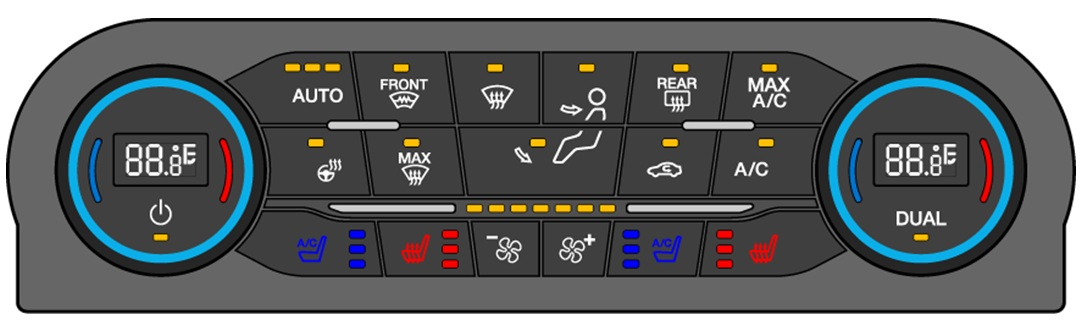 AUTO
FRONT
REAR
MAX
A/C
88.8°F
MAX
A/C
88.8°F
DUAL
A/C
- +
A/C